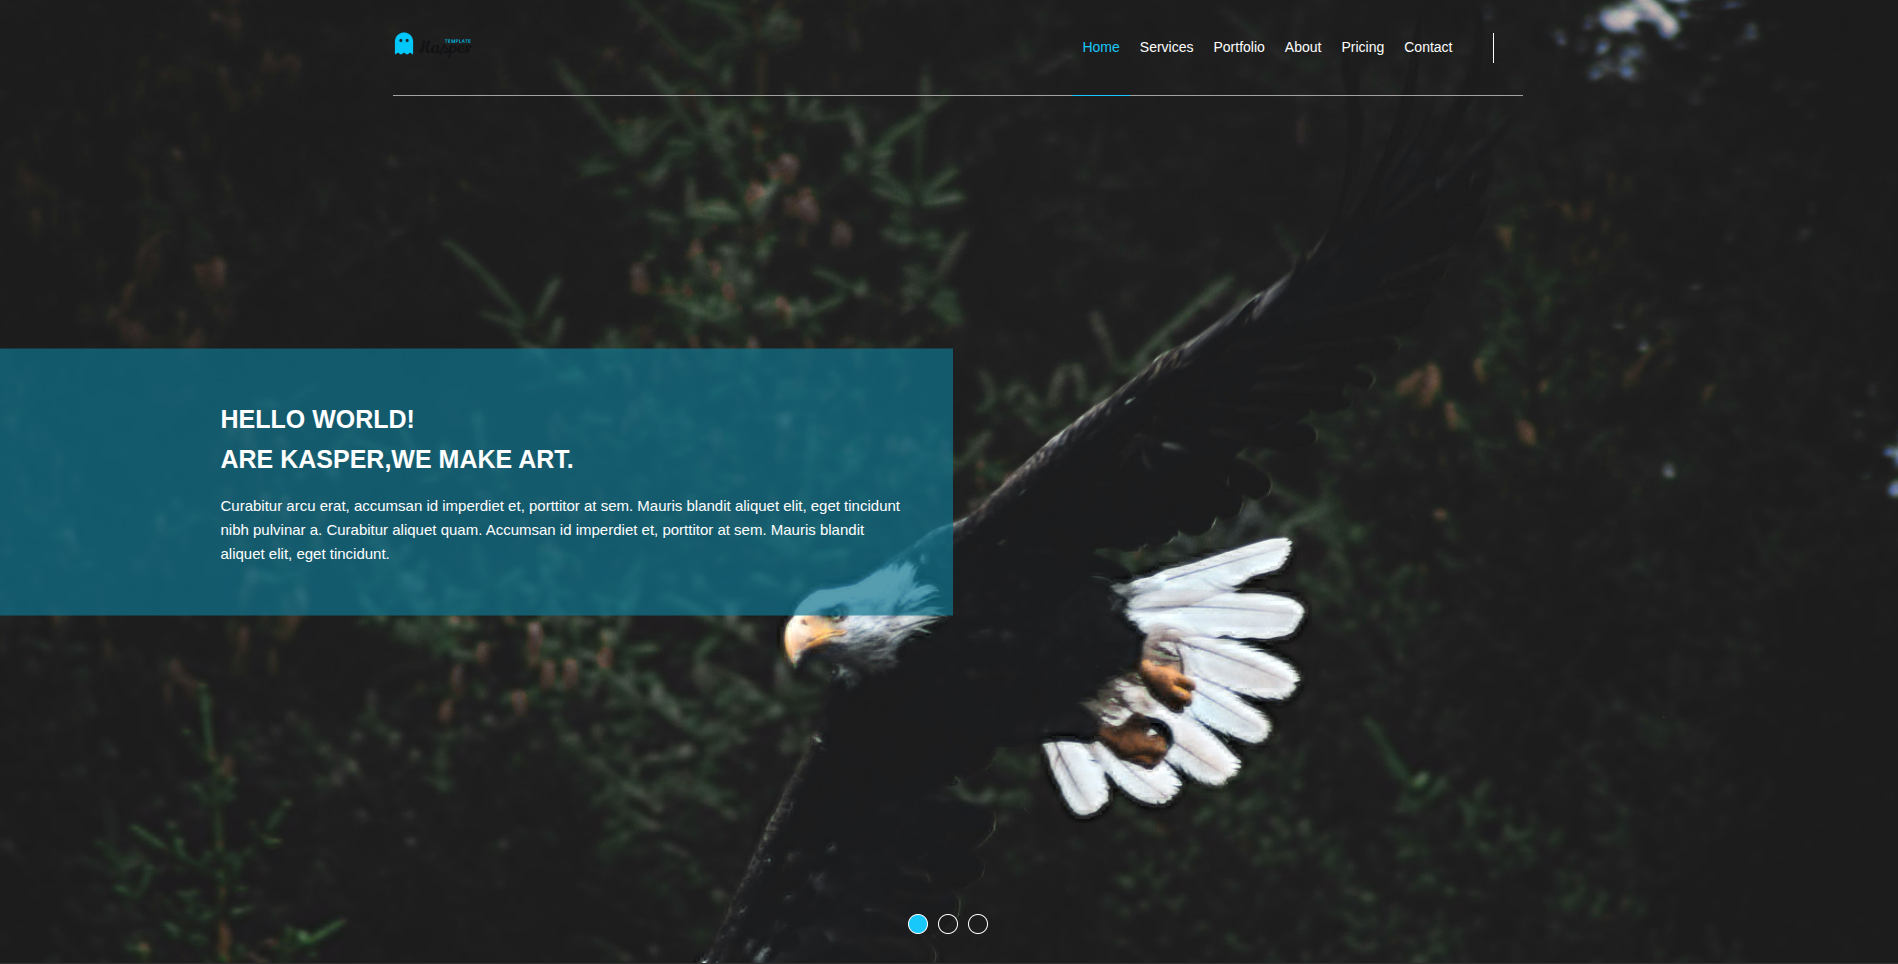 TEMPLATE
Kasper
Home Services Portfolio About Pricing Contact
HELLO WORLD!
ARE KASPER,WE MAKE ART.
Curabitur arcu erat, accumsan id imperdiet et, porttitor at sem. Mauris blandit aliquet elit, eget tincidunt
nibh pulvinar a. Curabitur aliquet quam. Accumsan id imperdiet et, porttitor at sem. Mauris blandit
aliquet elit, eget tincidunt.